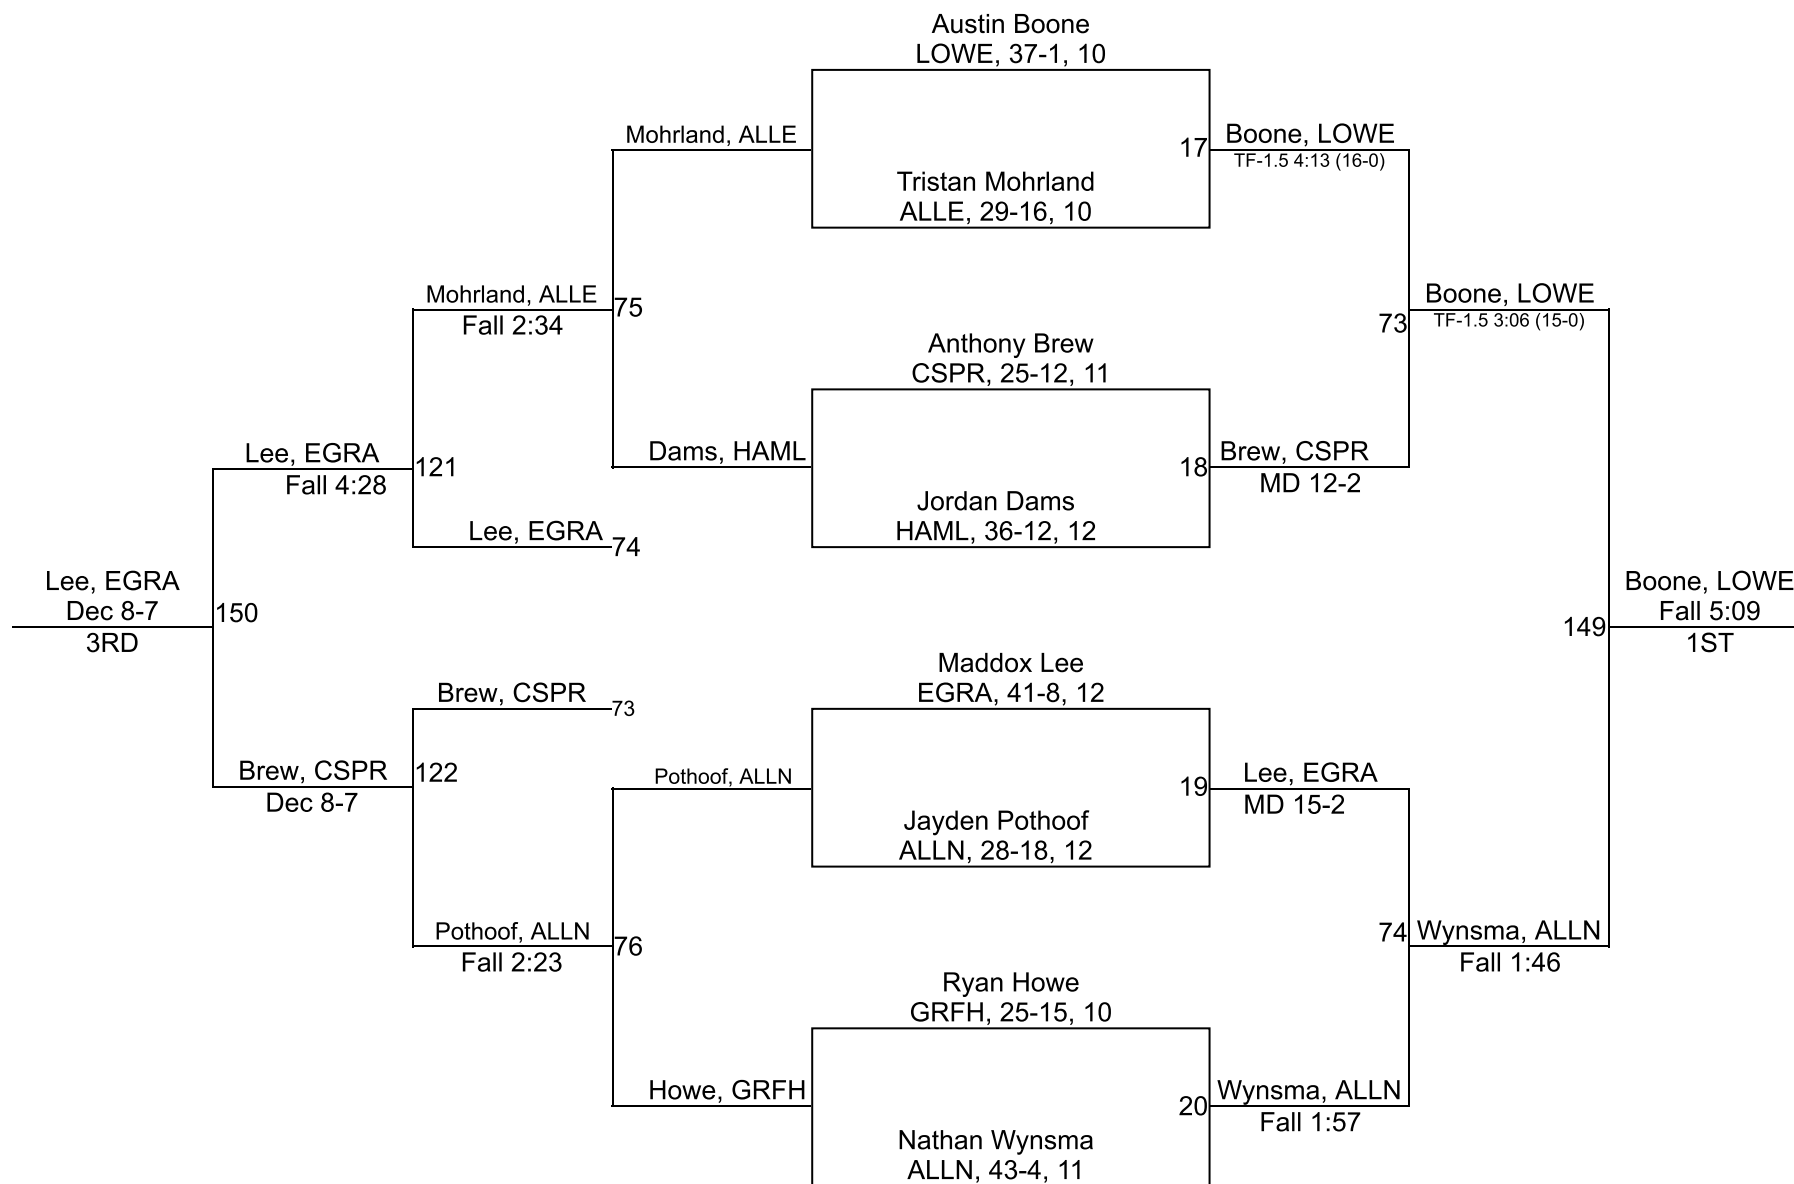 Austin Boone
LOWE, 37-1, 10
Mohrland, ALLE
17
Boone, LOWE
TF-1.5 4:13 (16-0)
Tristan Mohrland
ALLE, 29-16, 10
Mohrland, ALLE
Fall 2:34
75
73
Boone, LOWE
TF-1.5 3:06 (15-0)
Anthony Brew
CSPR, 25-12, 11
Lee, EGRA
Fall 4:28
121
Dams, HAML
18
Brew, CSPR
MD 12-2
Jordan Dams
HAML, 36-12, 12
Lee, EGRA
74
Lee, EGRA
Dec 8-7
3RD
150
149
Boone, LOWE
Fall 5:09
1ST
Maddox Lee
EGRA, 41-8, 12
Brew, CSPR
73
Brew, CSPR
Dec 8-7
122
Pothoof, ALLN
19
Lee, EGRA
MD 15-2
Jayden Pothoof
ALLN, 28-18, 12
Pothoof, ALLN
Fall 2:23
76
74
Wynsma, ALLN
Fall 1:46
Ryan Howe
GRFH, 25-15, 10
Howe, GRFH
20
Wynsma, ALLN
Fall 1:57
Nathan Wynsma
ALLN, 43-4, 11